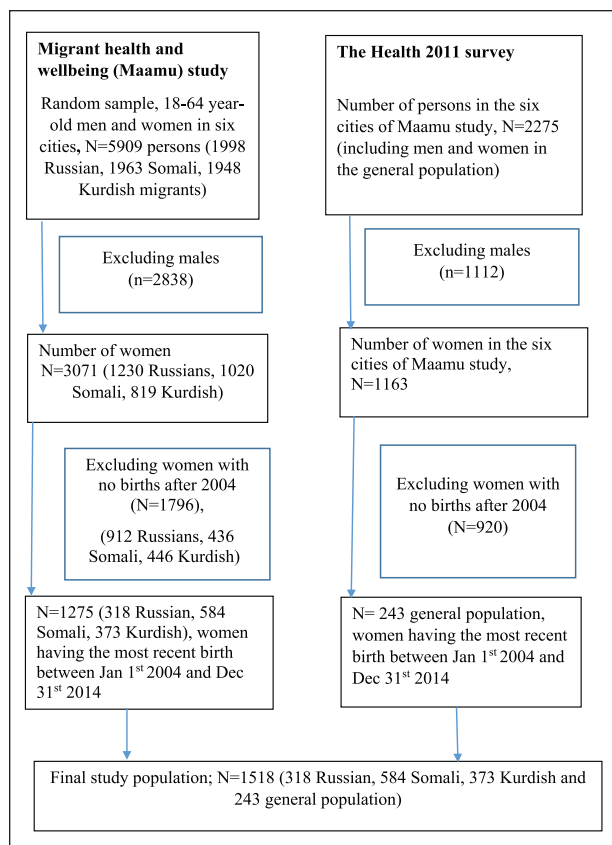 Migrant health and
wellbeing (Maamu) study
Random sample, 18-64 year-
old men and women in six
cities, N=5909 persons (1998
Russian, 1963 Somali, 1948
Kurdish migrants)
Excluding males
(n=2838)
Number of women
N=3071 (1230 Russians, 1020
Somali, 819 Kurdish)
Excluding women with
no births after 2004
(N=1796),
(912 Russians, 436
Somali, 446 Kurdish)
N=1275 (318 Russian, 584
Somali, 373 Kurdish), women
having the most recent birth
between Jan 1st 2004 and Dec
31st 2014
The Health 2011 survey
Number of persons in the six
cities of Maamu study, N=2275
(including men and women in
the general population)
Excluding males
(n=1112)
Number of women in the six
cities of Maamu study,
N=1163
Excluding women with
no births after 2004
(N=920)
N= 243 general population,
women having the most recent
birth between Jan 1st 2004 and
Dec 31st 2014
Final study population; N=1518 (318 Russian, 584 Somali, 373 Kurdish and
243 general population)